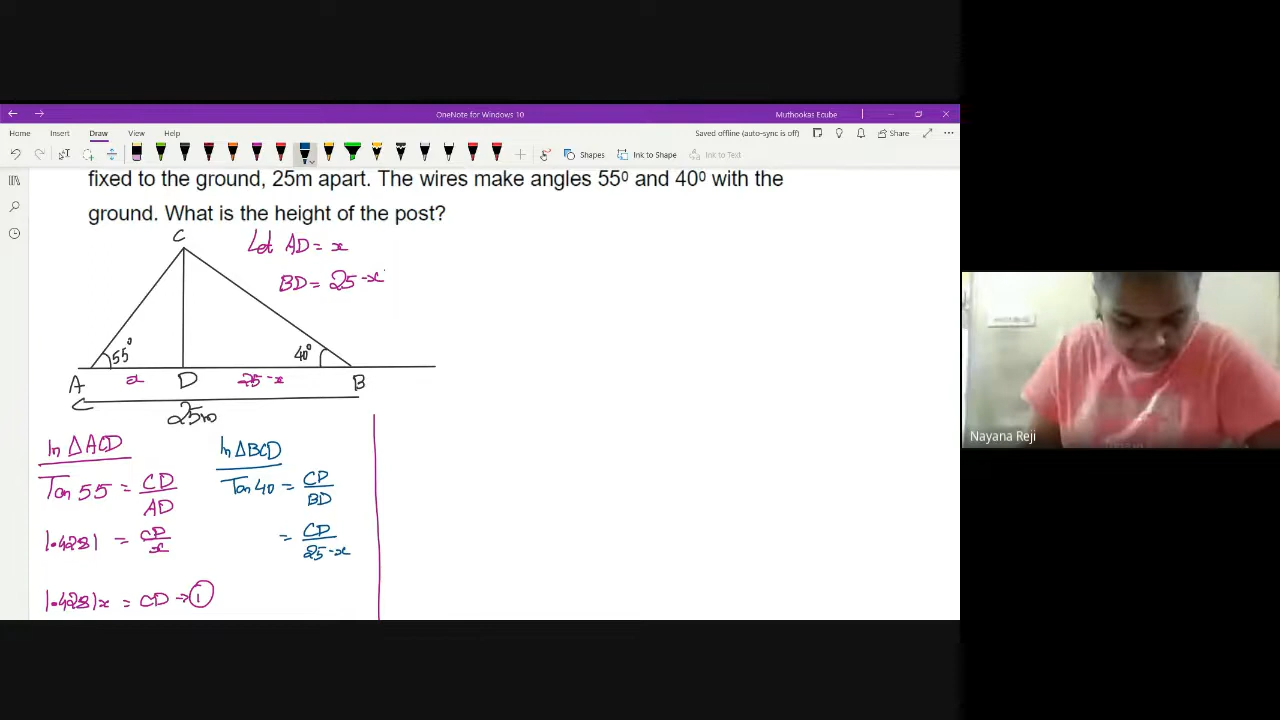 OneNote for Windows 10
Muthookas Ecube
Home Insert Draw View Help
Saved offline (auto-sync is off)
Share
Shapes
Ink to Shape
Ink to Text
fixed to the ground, 25m apart. The wires make angles 55⁰ and 40⁰ with the
ground. What is the height of the post?
C
Let AD = x
BD = 25-x
55°
40°
A x D 25-x B
25m
In ΔACD
Tan 55 = CD/AD
1.4281 = CD/x
1.4281x = CD → ①
In ΔBCD
Tan 40 = CD/BD
= CD/25-x
Nayana Reji